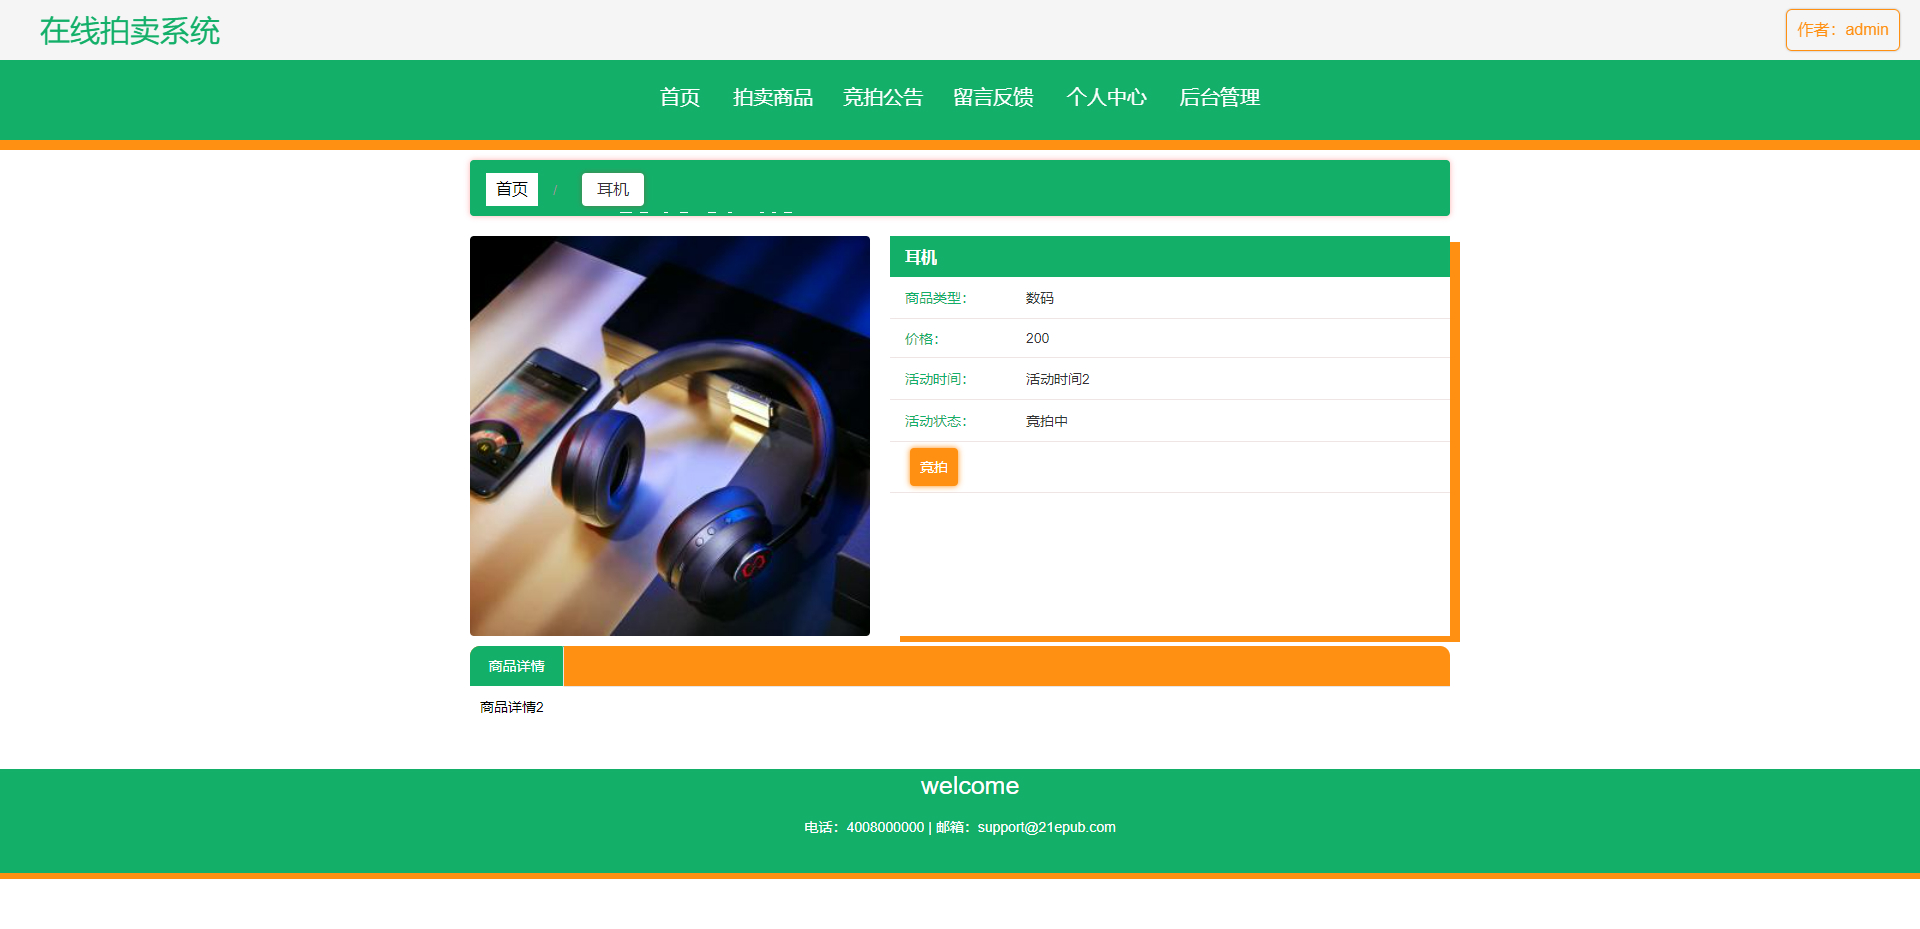 在线拍卖系统
作者：admin
首页 拍卖商品 竞拍公告 留言反馈 个人中心 后台管理
首页 / 耳机
耳机
商品类型： 数码
价格： 200
活动时间： 活动时间2
活动状态： 竞拍中
竞拍
商品详情
商品详情2
welcome
电话：4008000000 | 邮箱：support@21epub.com